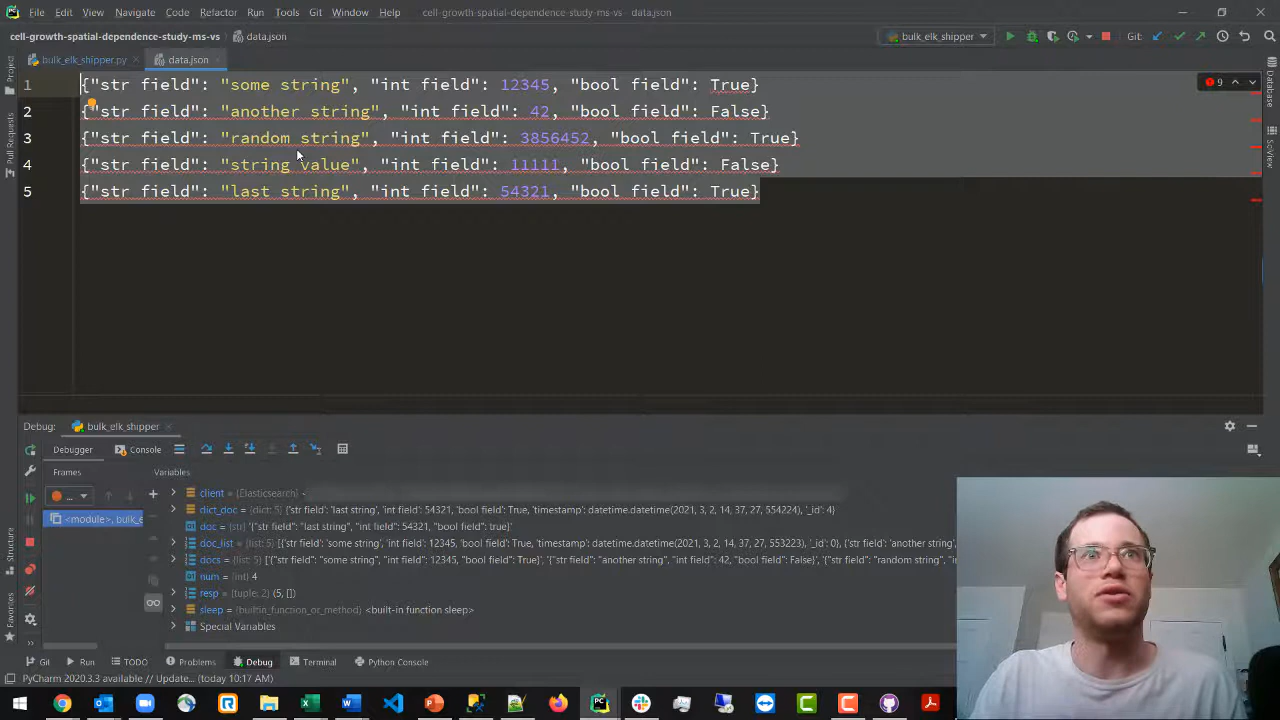 File Edit View Navigate Code Refactor Run Tools Git Window Help cell-growth-spatial-dependence-study-ms-vs - data.json
cell-growth-spatial-dependence-study-ms-vs data.json bulk_elk_shipper Git:
bulk_elk_shipper.py data.json
1 {"str field": "some string", "int field": 12345, "bool field": True}
2 {"str field": "another string", "int field": 42, "bool field": False}
3 {"str field": "random string", "int field": 3856452, "bool field": True}
4 {"str field": "string value", "int field": 11111, "bool field": False}
5 {"str field": "last string", "int field": 54321, "bool field": True}
9
Project
Pull Requests
Structure
Favorites
Database
SciView
Debug: bulk_elk_shipper
Debugger Console
Frames Variables
...
<module>, bulk_e
client = {Elasticsearch} <
dict_doc = {dict: 5} {'str field': 'last string', 'int field': 54321, 'bool field': True, 'timestamp': datetime.datetime(2021, 3, 2, 14, 37, 27, 554224), '_id': 4}
doc = {str} '{"str field": "last string", "int field": 54321, "bool field": true}'
doc_list = {list: 5} [{'str field': 'some string', 'int field': 12345, 'bool field': True, 'timestamp': datetime.datetime(2021, 3, 2, 14, 37, 27, 553223), '_id': 0}, {'str field': 'another string',
docs = {list: 5} ['{"str field": "some string", "int field": 12345, "bool field": True}', '{"str field": "another string", "int field": 42, "bool field": False}', '{"str field": "random string",
num = {int} 4
resp = {tuple: 2} (5, [])
sleep = {builtin_function_or_method} <built-in function sleep>
Special Variables
Git Run TODO Problems Debug Terminal Python Console
PyCharm 2020.3.3 available // Update... (today 10:17 AM)